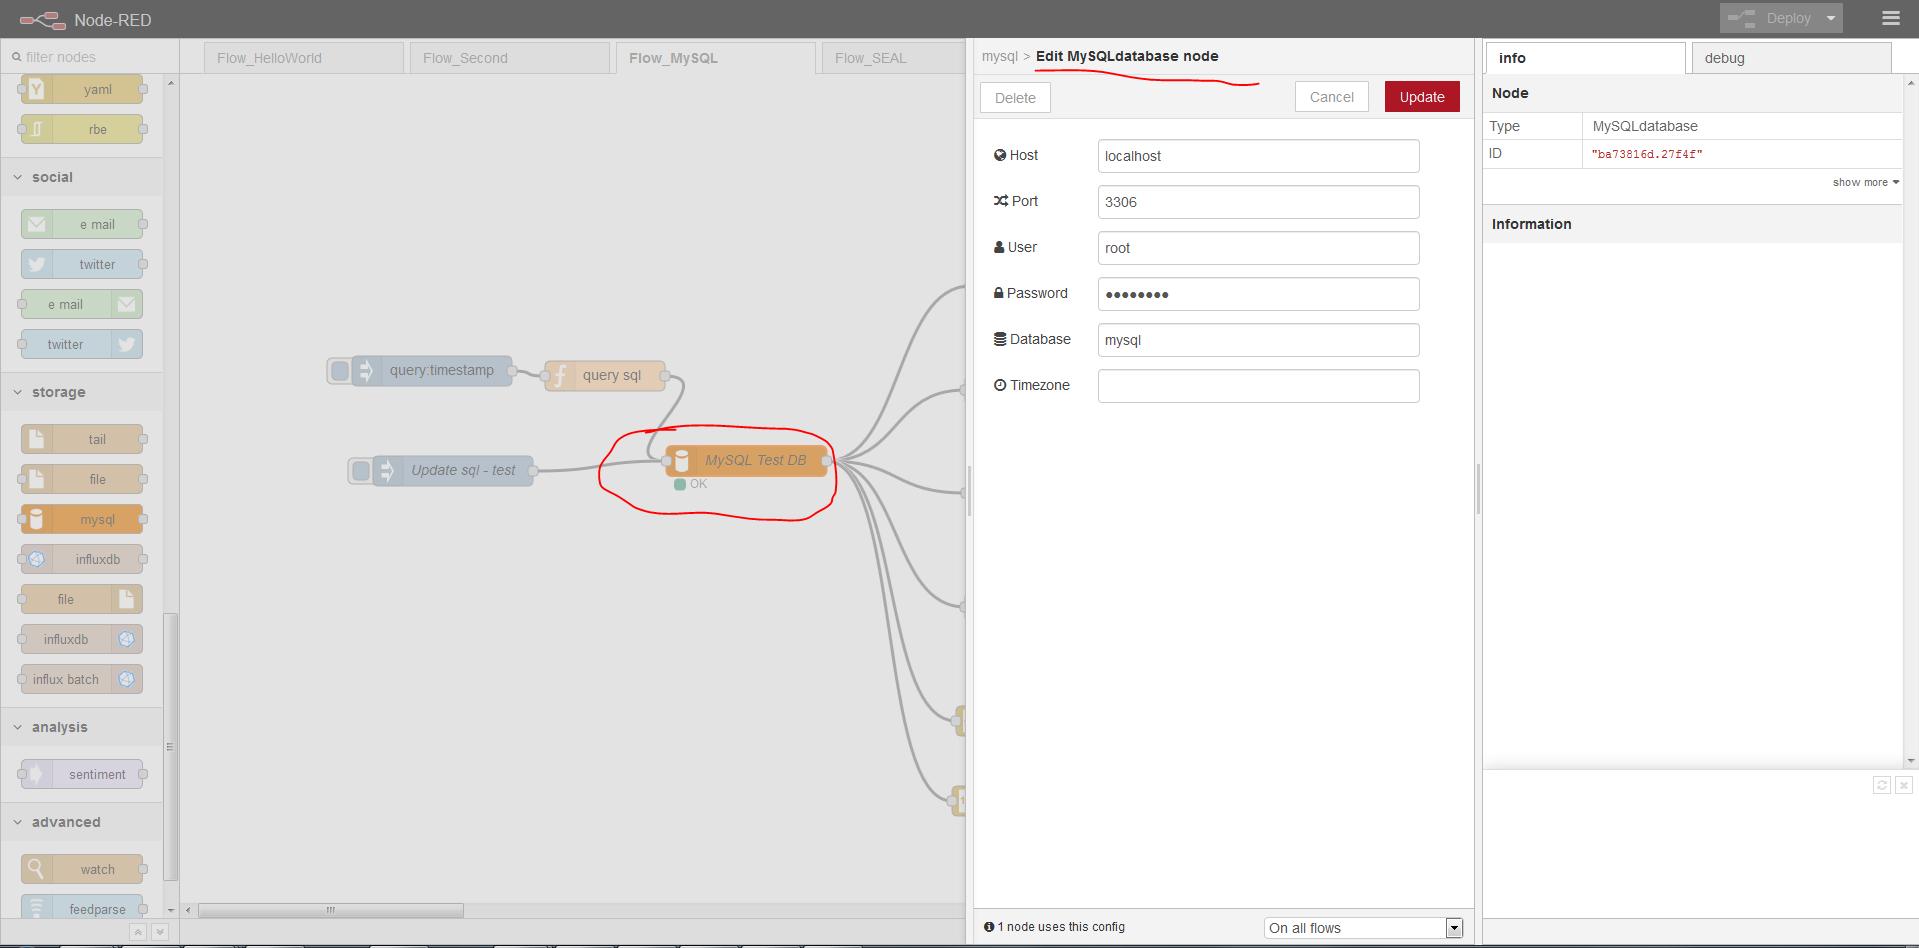 Node-RED
Deploy
filter nodes
yaml
rbe
social
e mail
twitter
e mail
twitter
storage
tail
file
mysql
influxdb
file
influxdb
influx batch
analysis
sentiment
advanced
watch
feedparse
Flow_HelloWorld
Flow_Second
Flow_MySQL
Flow_SEAL
query:timestamp
query sql
Update sql - test
MySQL Test DB
OK
mysql > Edit MySQLdatabase node
Delete
Cancel
Update
Host
localhost
Port
3306
User
root
Password
••••••••
Database
mysql
Timezone
1 node uses this config
On all flows
info
debug
Node
Type
MySQLdatabase
ID
"ba73816d.27f4f"
show more
Information